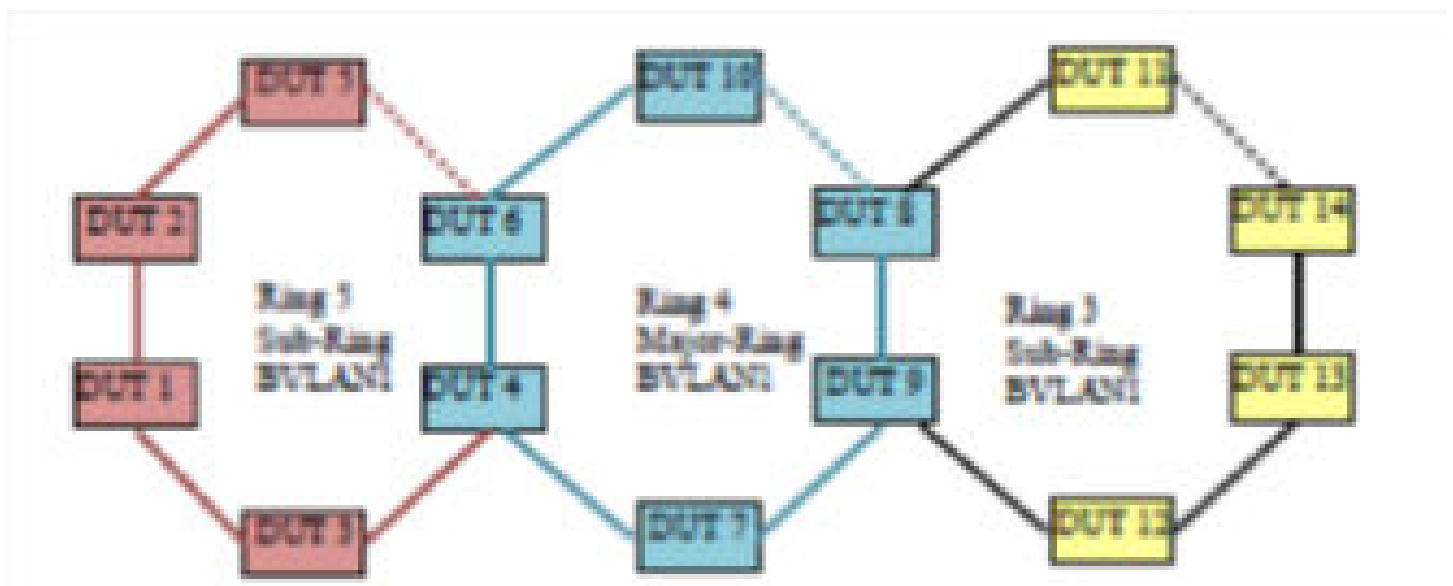 DUT 5
DUT 10
DUT 11
DUT 2
DUT 6
DUT 8
DUT 14
Ring 5
Sub-Ring
BVLAN1
Ring 4
Major-Ring
BVLAN1
Ring 3
Sub-Ring
BVLAN1
DUT 1
DUT 4
DUT 9
DUT 13
DUT 3
DUT 7
DUT 12